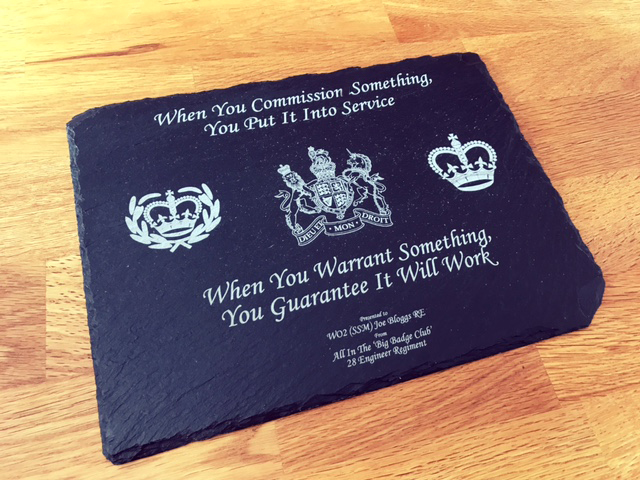 When You Commission Something,
You Put It Into Service
DIEU ET · MON · DROIT
When You Warrant Something,
You Guarantee It Will Work
Presented to
WO2 (SSM) Joe Bloggs RE
From
All In The 'Big Badge Club'
28 Engineer Regiment